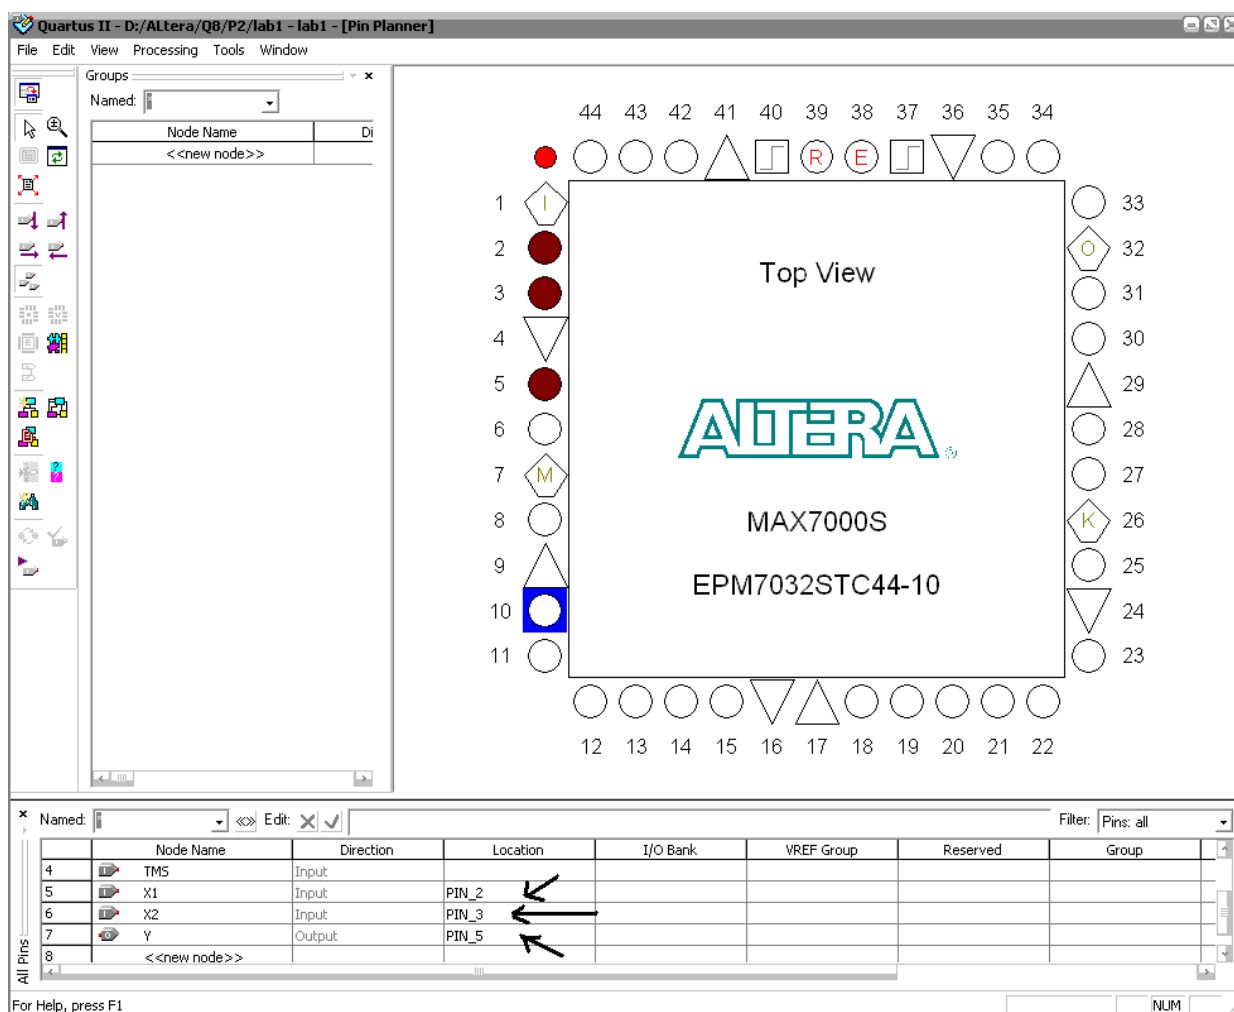 Quartus II - D:/ALtera/Q8/P2/lab1 - lab1 - [Pin Planner]
File Edit View Processing Tools Window
Groups
Named: *
Node Name Di
<<new node>>
44 43 42 41 40 39 38 37 36 35 34
R E
1 I 33
2 O 32
3 31
4 30
5 29
6 28
7 M 27
8 K 26
9 25
10 24
11 23
Top View
ALTERA ®
MAX7000S
EPM7032STC44-10
12 13 14 15 16 17 18 19 20 21 22
Named: * Edit: Filter: Pins: all
Node Name Direction Location I/O Bank VREF Group Reserved Group
4 TMS Input
5 X1 Input PIN_2
6 X2 Input PIN_3
7 Y Output PIN_5
8 <<new node>>
All Pins
For Help, press F1 NUM